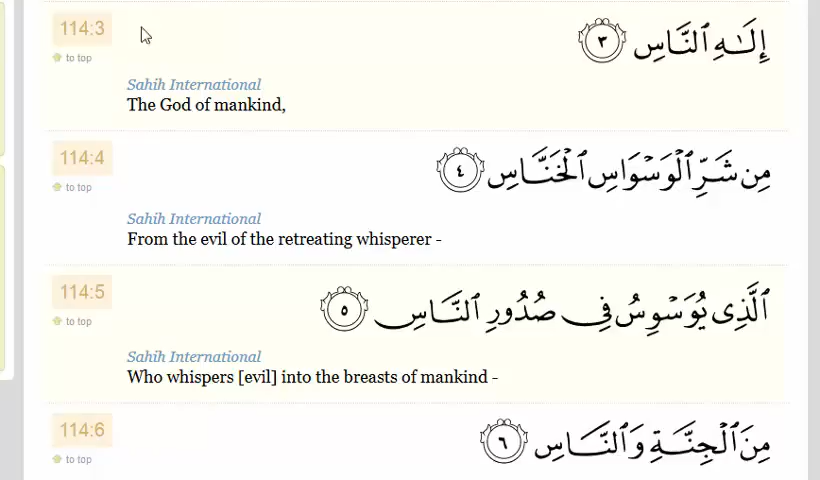 114:3
إِلَـٰهِ ٱلنَّاسِ ٣
to top
Sahih International
The God of mankind,
114:4
مِن شَرِّ ٱلْوَسْوَاسِ ٱلْخَنَّاسِ ٤
to top
Sahih International
From the evil of the retreating whisperer -
114:5
ٱلَّذِى يُوَسْوِسُ فِى صُدُورِ ٱلنَّاسِ ٥
to top
Sahih International
Who whispers [evil] into the breasts of mankind -
114:6
مِنَ ٱلْجِنَّةِ وَٱلنَّاسِ ٦
to top